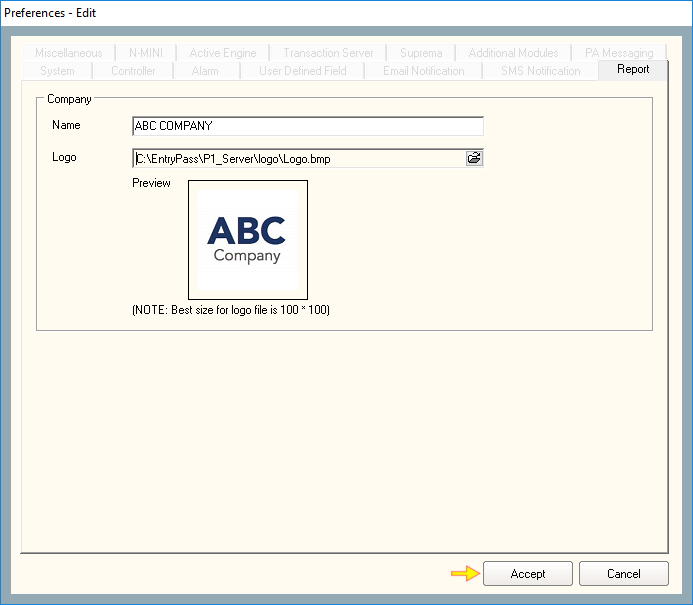 Preferences - Edit
Miscellaneous N-MINI Active Engine Transaction Server Suprema Additional Modules PA Messaging
System Controller Alarm User Defined Field Email Notification SMS Notification Report
Company
Name ABC COMPANY
Logo C:\EntryPass\P1_Server\logo\Logo.bmp
Preview
ABC
Company
(NOTE: Best size for logo file is 100 * 100)
Accept Cancel